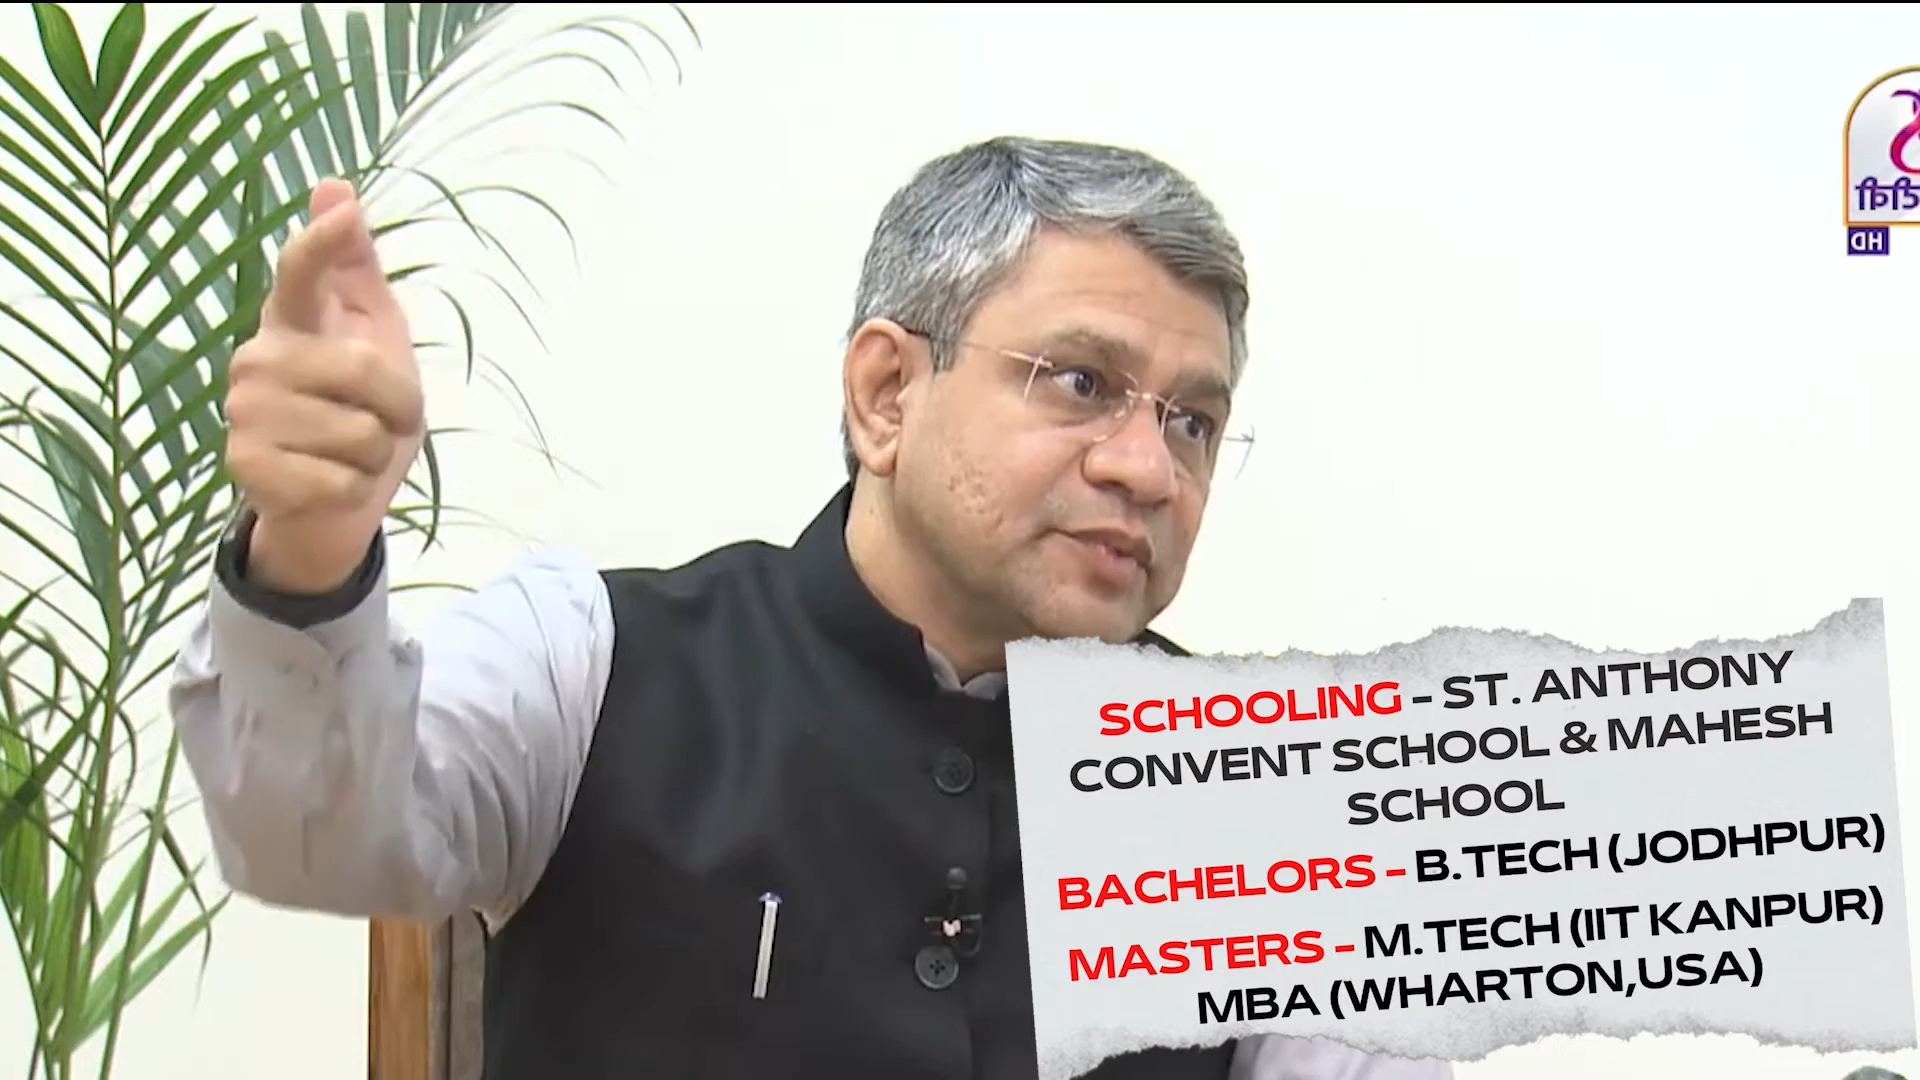 HD
SCHOOLING - ST. ANTHONY
CONVENT SCHOOL & MAHESH
SCHOOL
BACHELORS - B.TECH (JODHPUR)
MASTERS - M.TECH (IIT KANPUR)
MBA (WHARTON,USA)